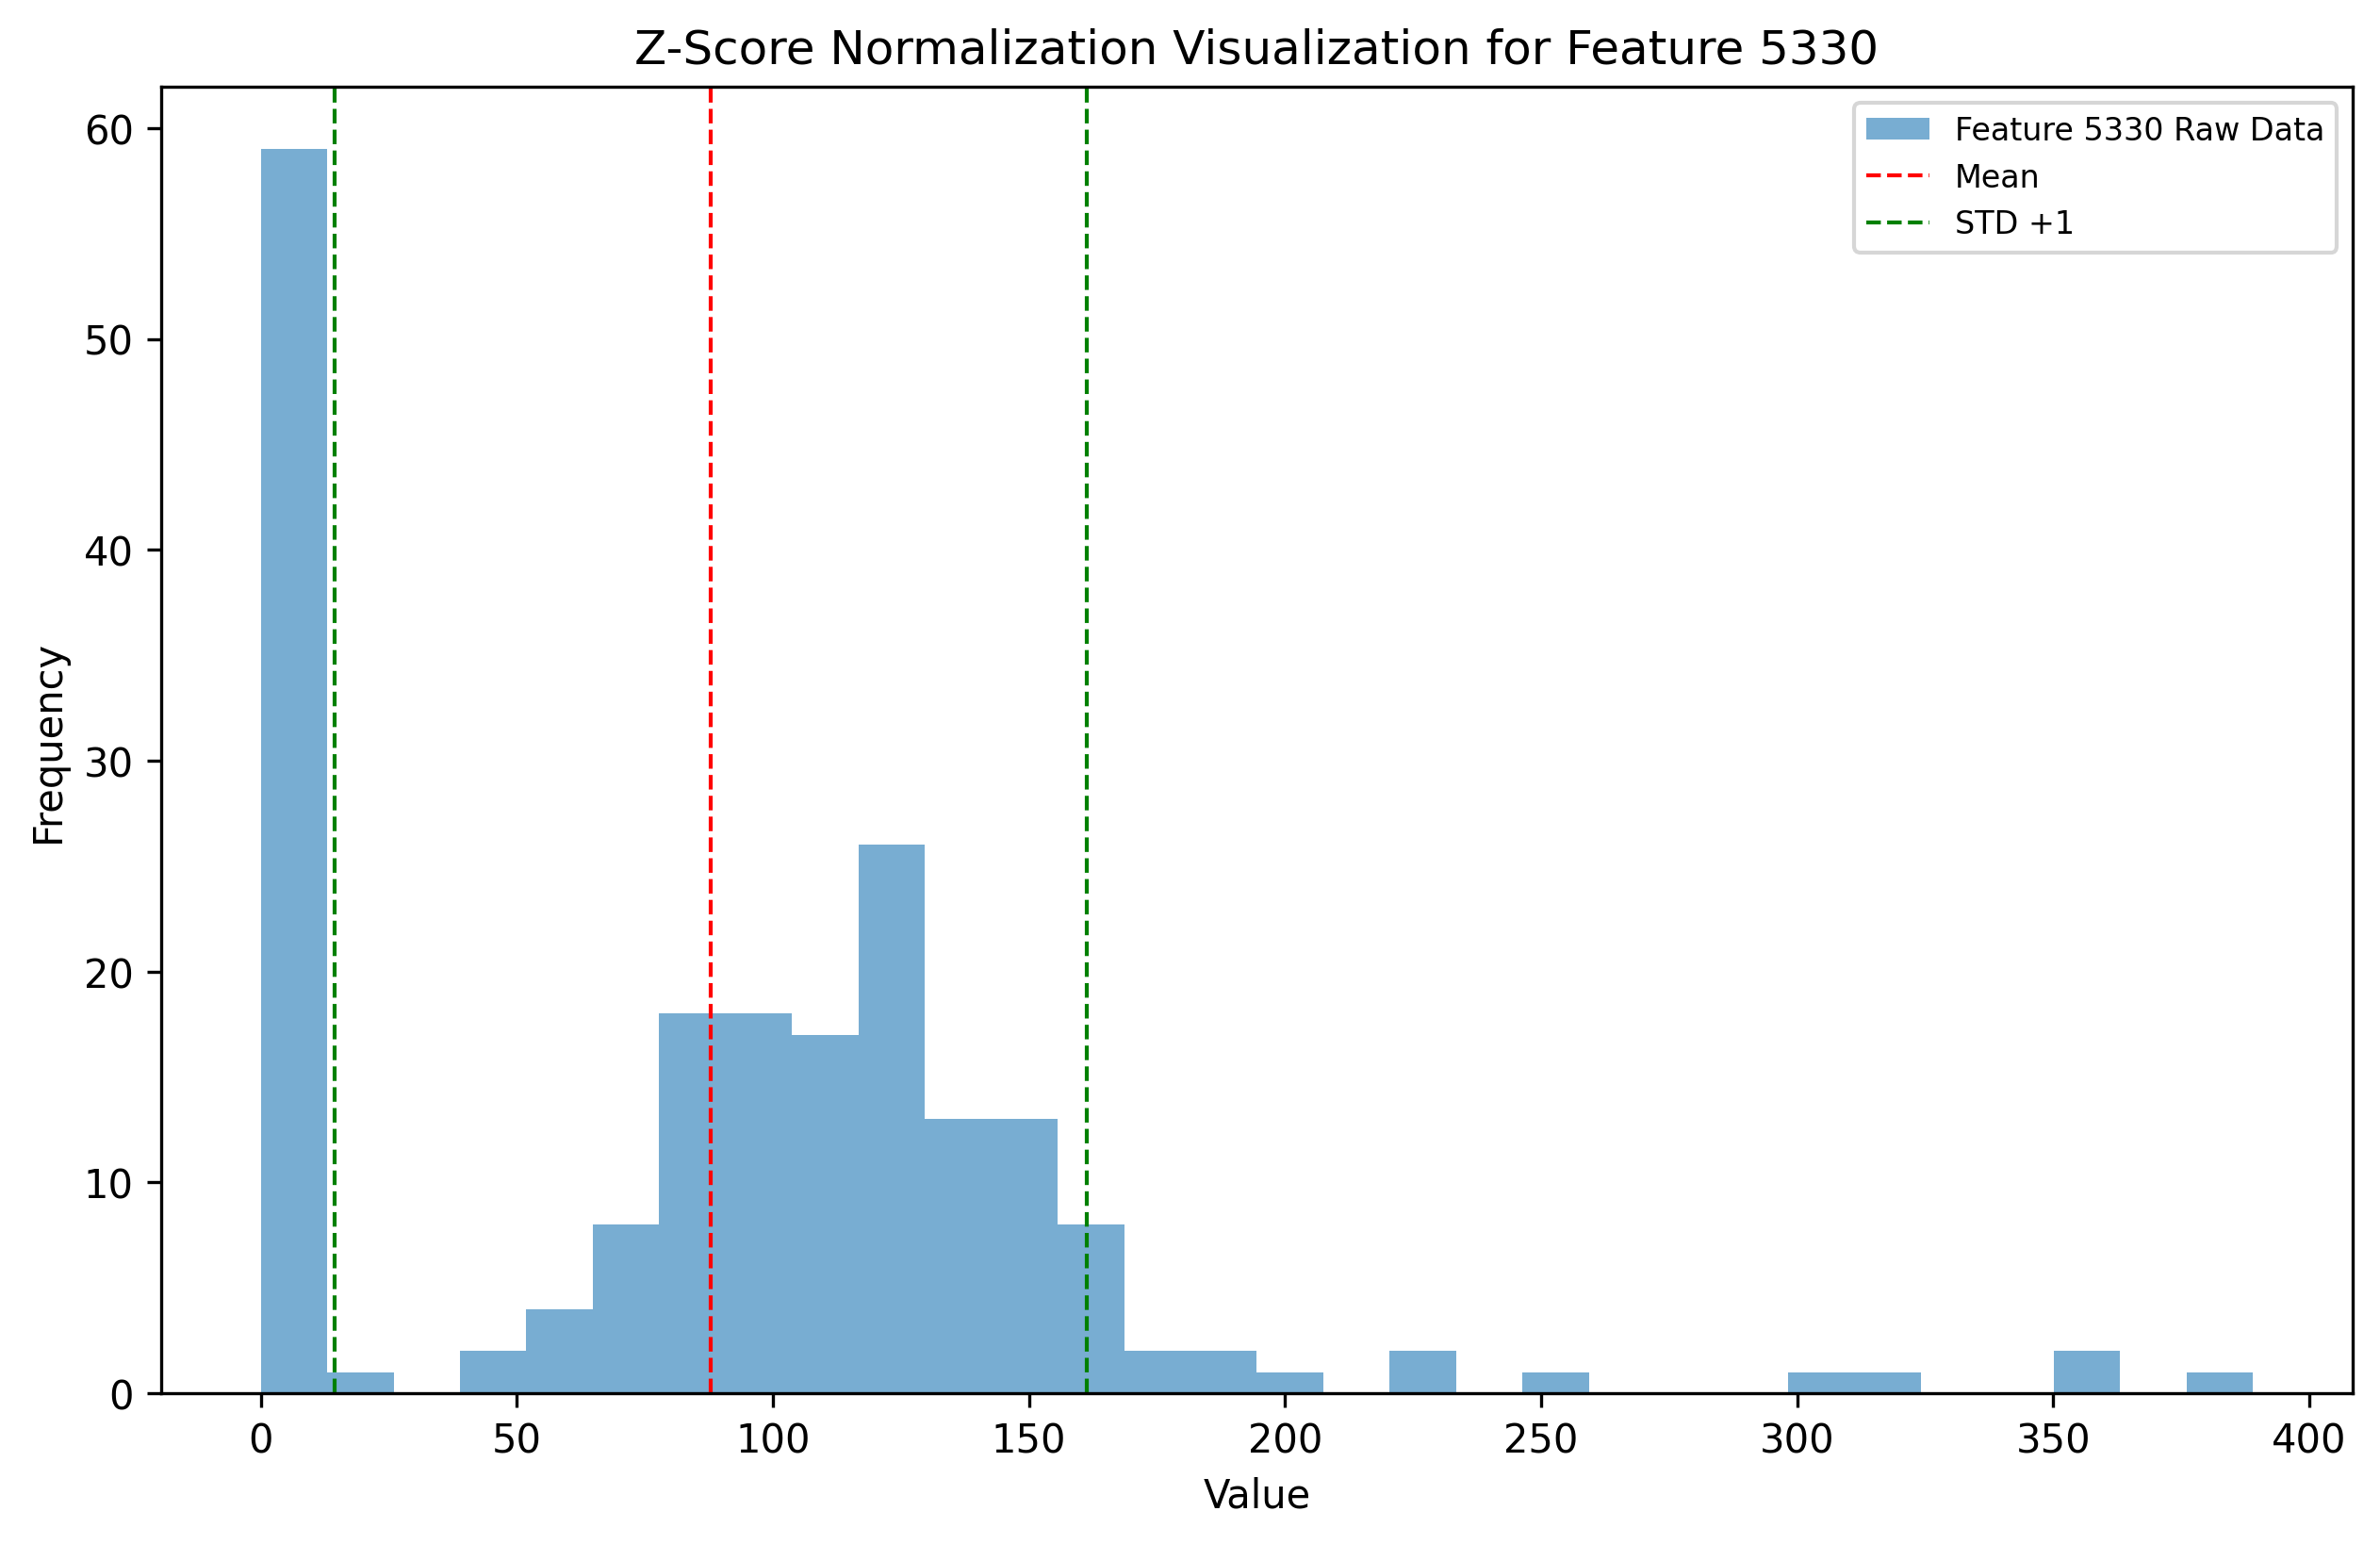 Z-Score Normalization Visualization for Feature 5330
Feature 5330 Raw Data
Mean
STD +1
60
50
40
30
20
10
0
Frequency
0 50 100 150 200 250 300 350 400
Value